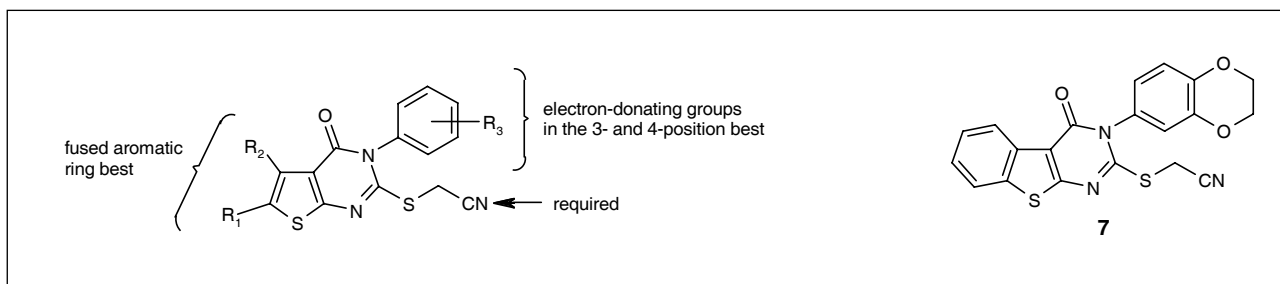 fused aromatic
ring best
R1
R2
O
N
N
S
S
CN
R3
electron-donating groups
in the 3- and 4-position best
required
O
O
O
N
N
S
S
CN
7